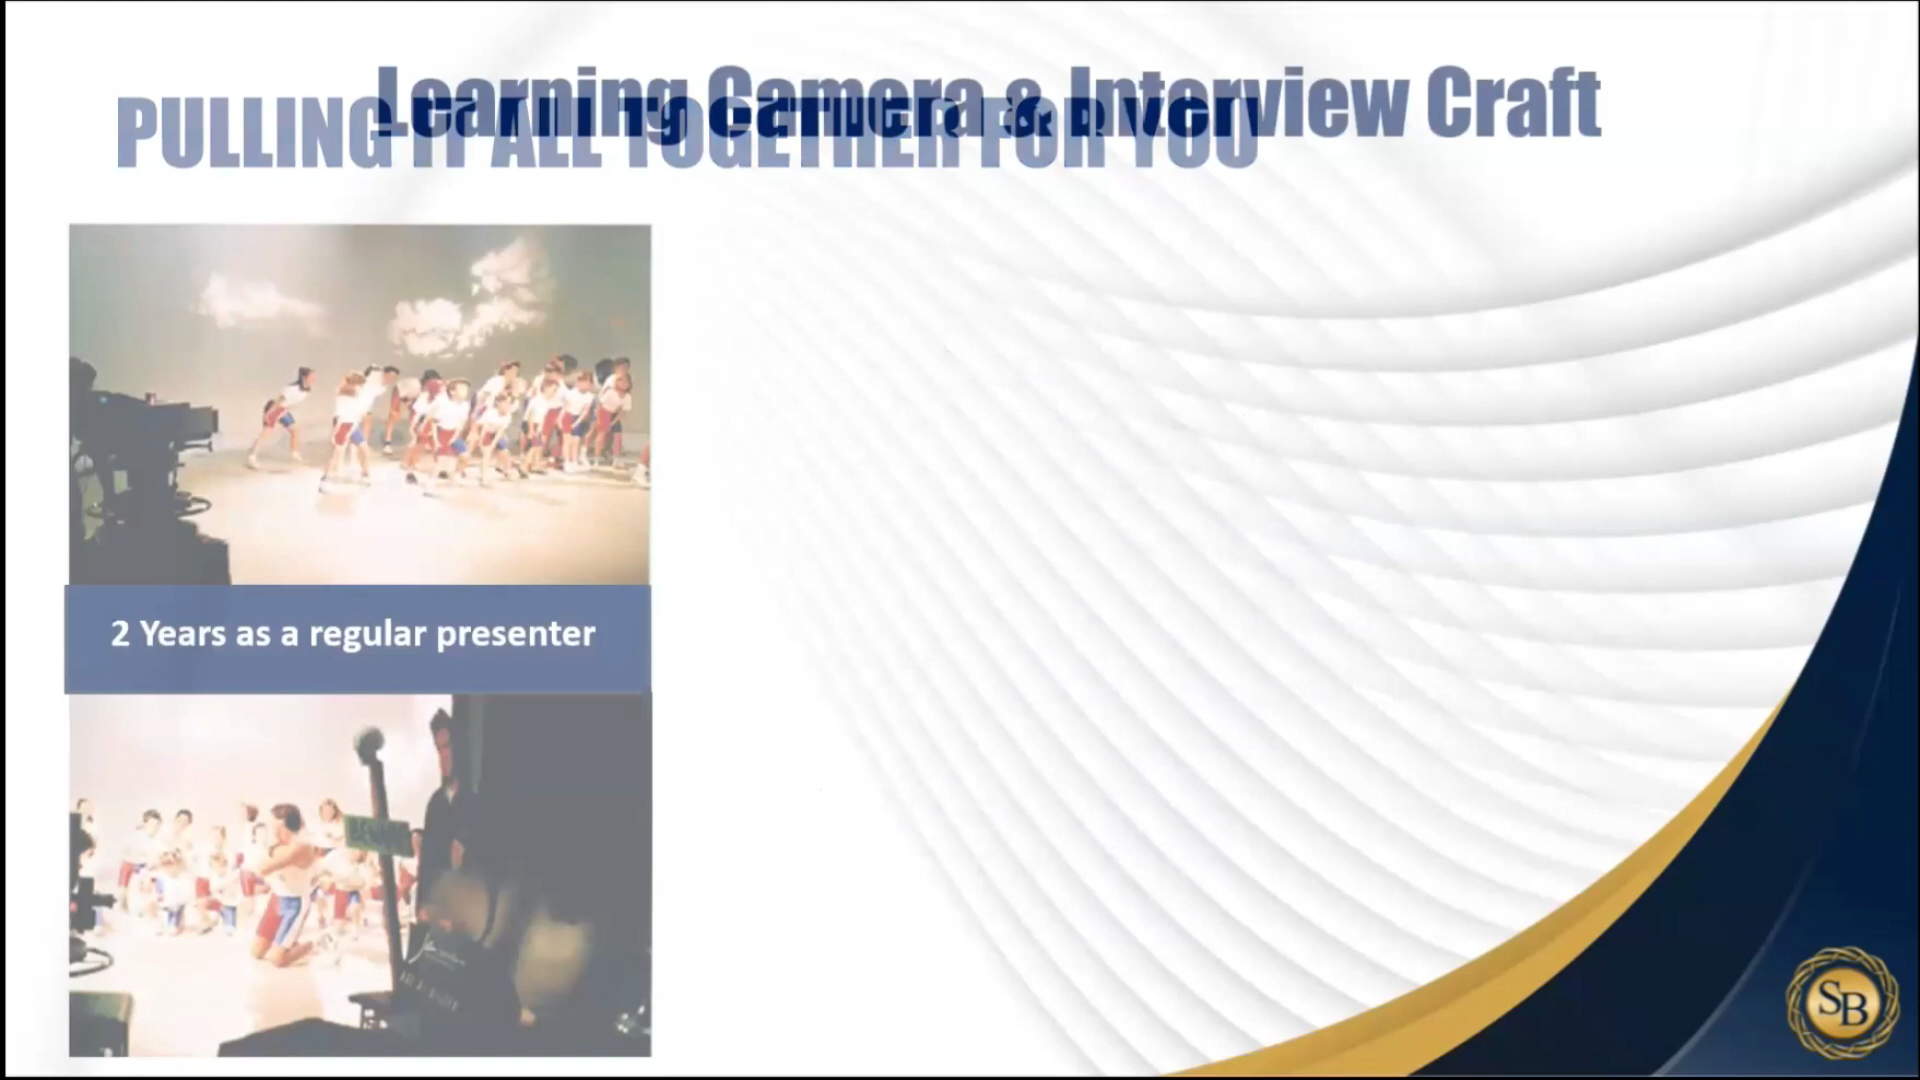 Learning Camera & Interview Craft
PULLING IT ALL TOGETHER FOR YOU
2 Years as a regular presenter
SB